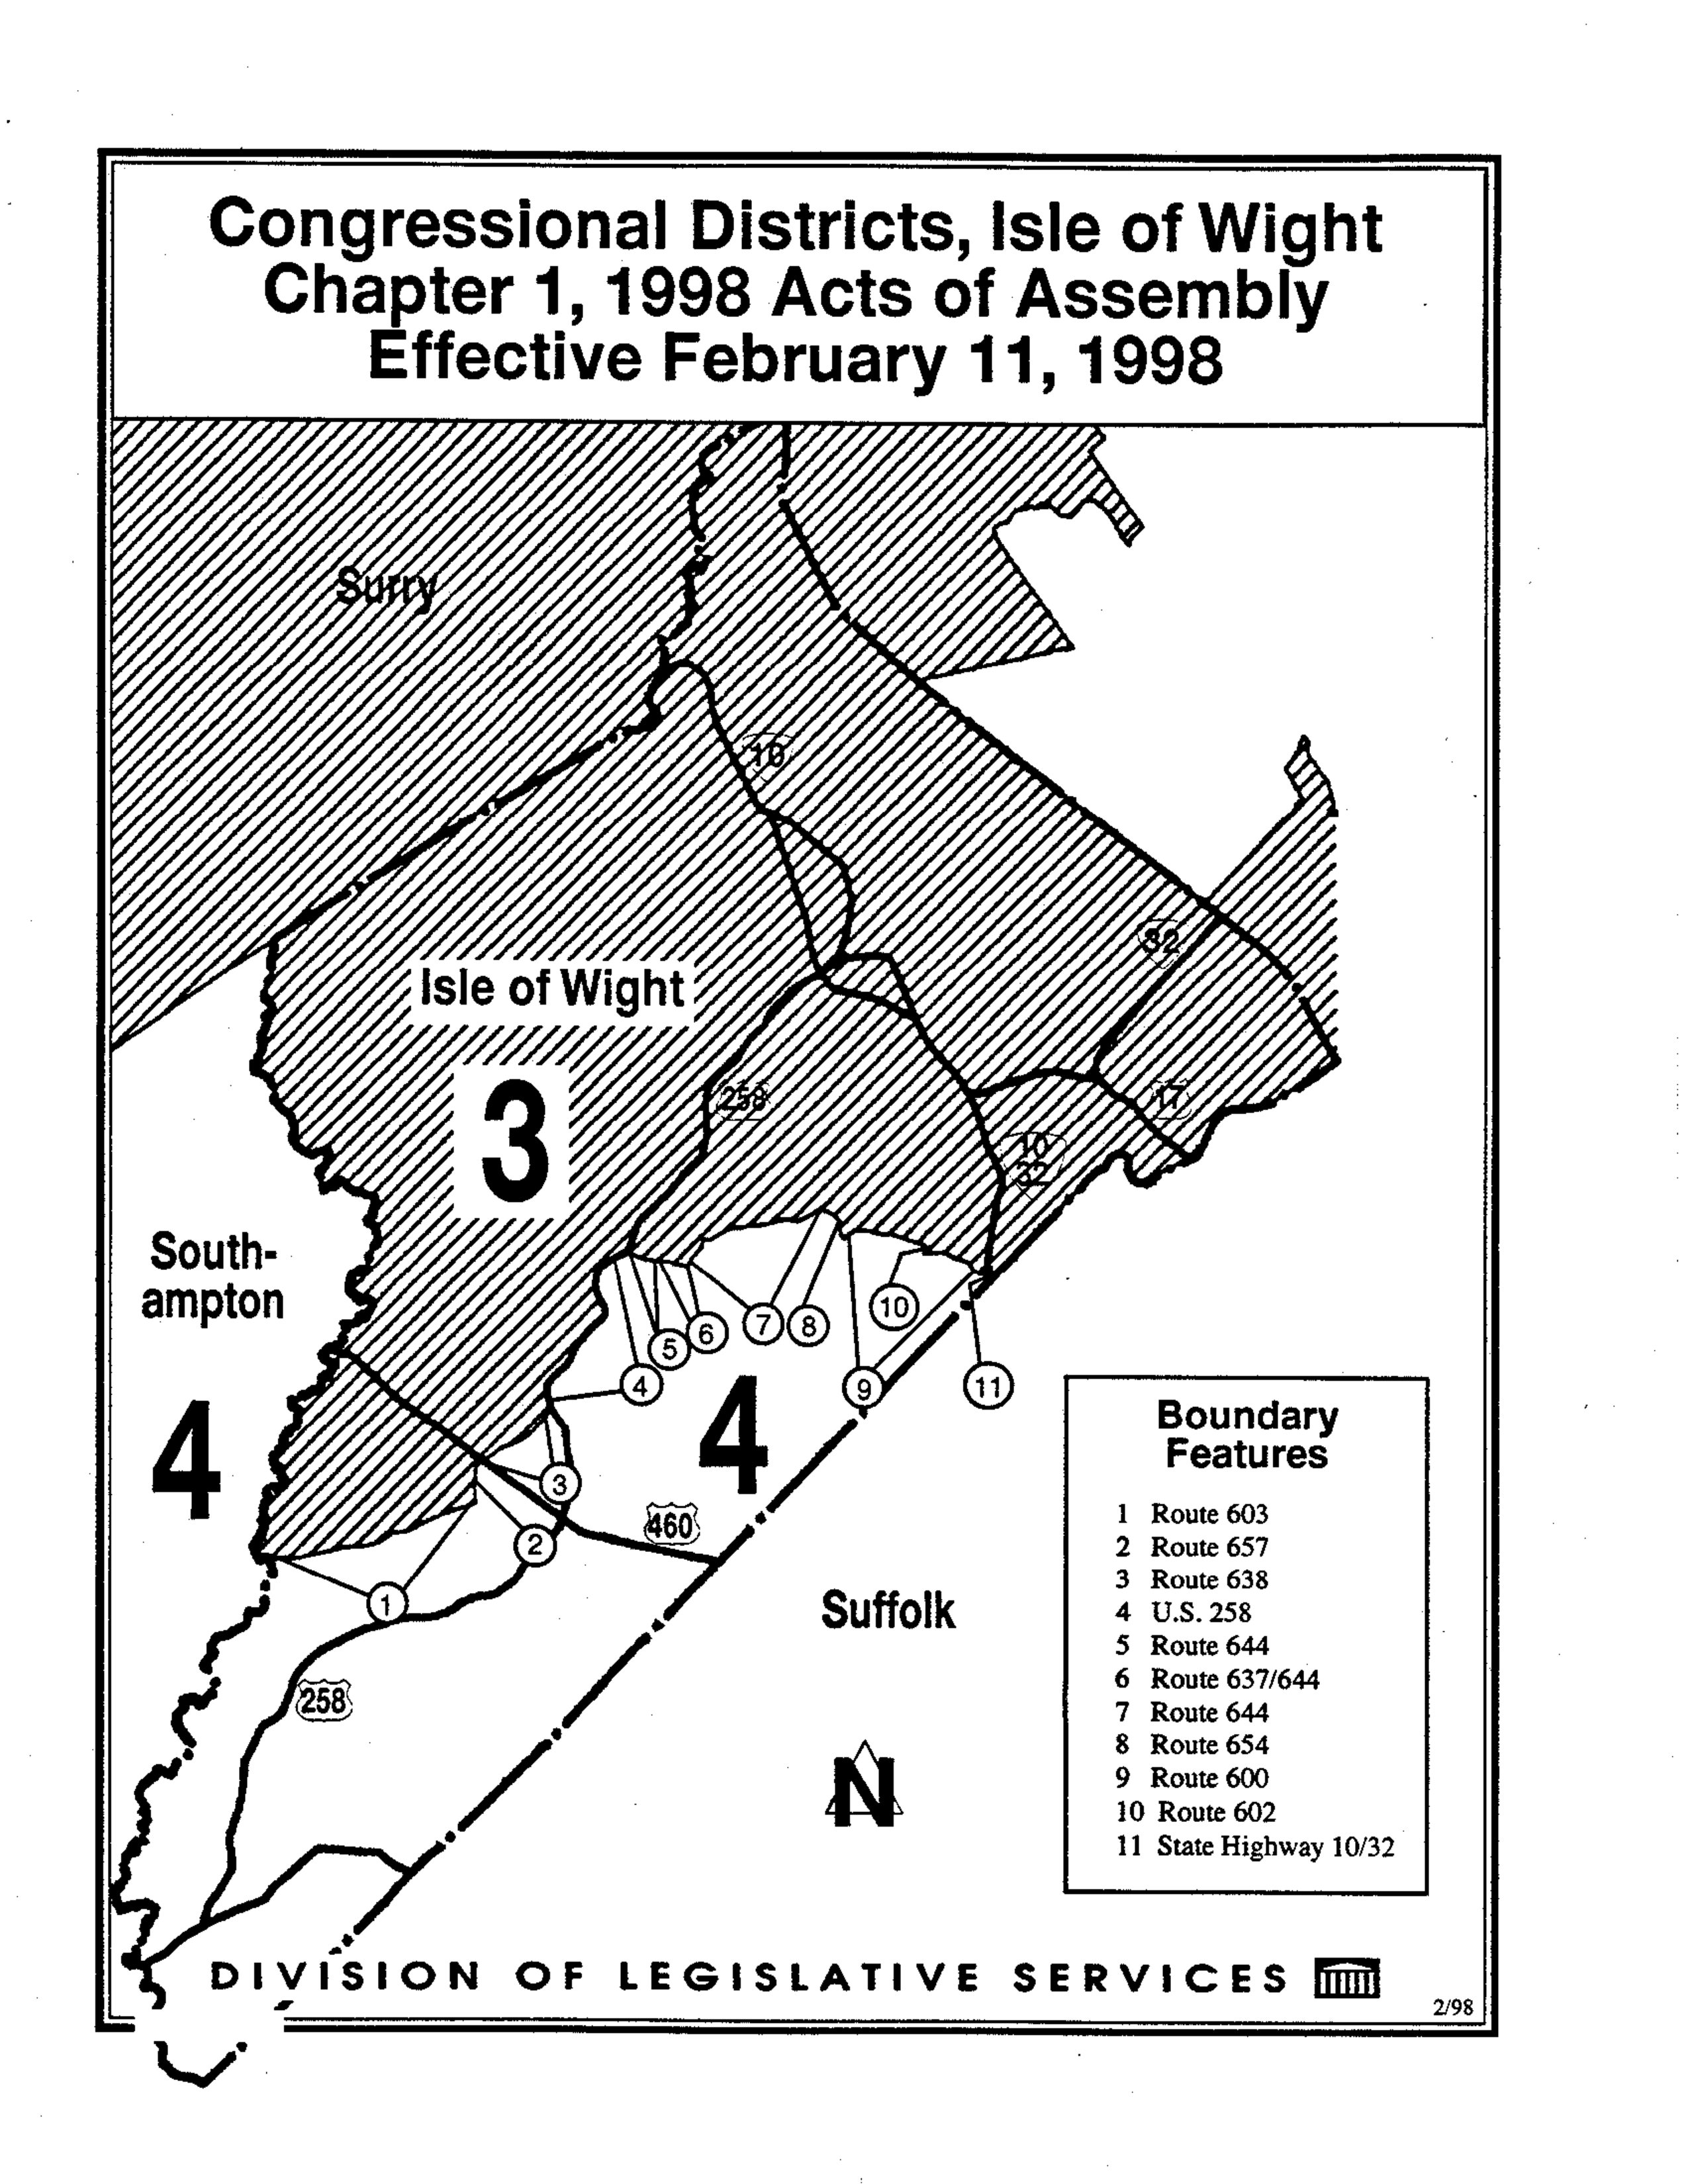 Congressional Districts, Isle of Wight
Chapter 1, 1998 Acts of Assembly
Effective February 11, 1998
Surry
10
32
Isle of Wight
3
258
17
10
32
South-
ampton
4
10
7
8
6
5
4
9
11
4
3
460
2
1
258
Suffolk
N
Boundary
Features
1 Route 603
2 Route 657
3 Route 638
4 U.S. 258
5 Route 644
6 Route 637/644
7 Route 644
8 Route 654
9 Route 600
10 Route 602
11 State Highway 10/32
DIVISION OF LEGISLATIVE SERVICES
2/98